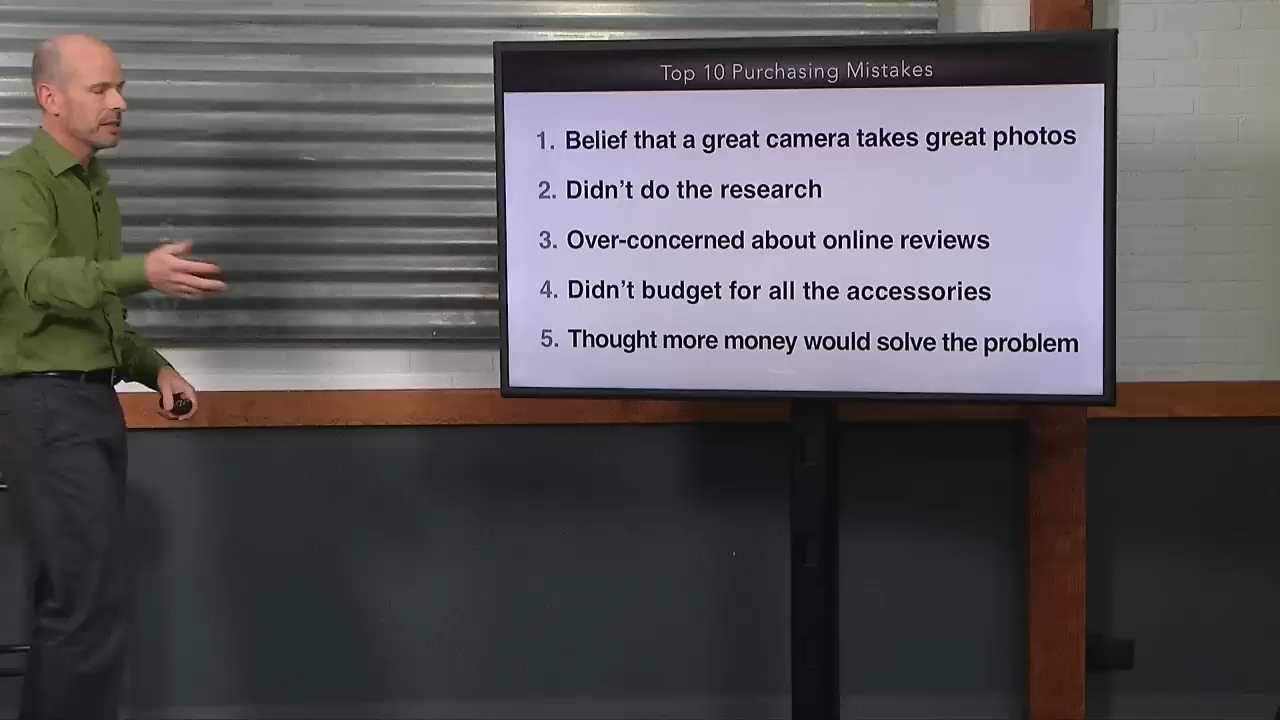 Top 10 Purchasing Mistakes
1. Belief that a great camera takes great photos
2. Didn't do the research
3. Over-concerned about online reviews
4. Didn't budget for all the accessories
5. Thought more money would solve the problem